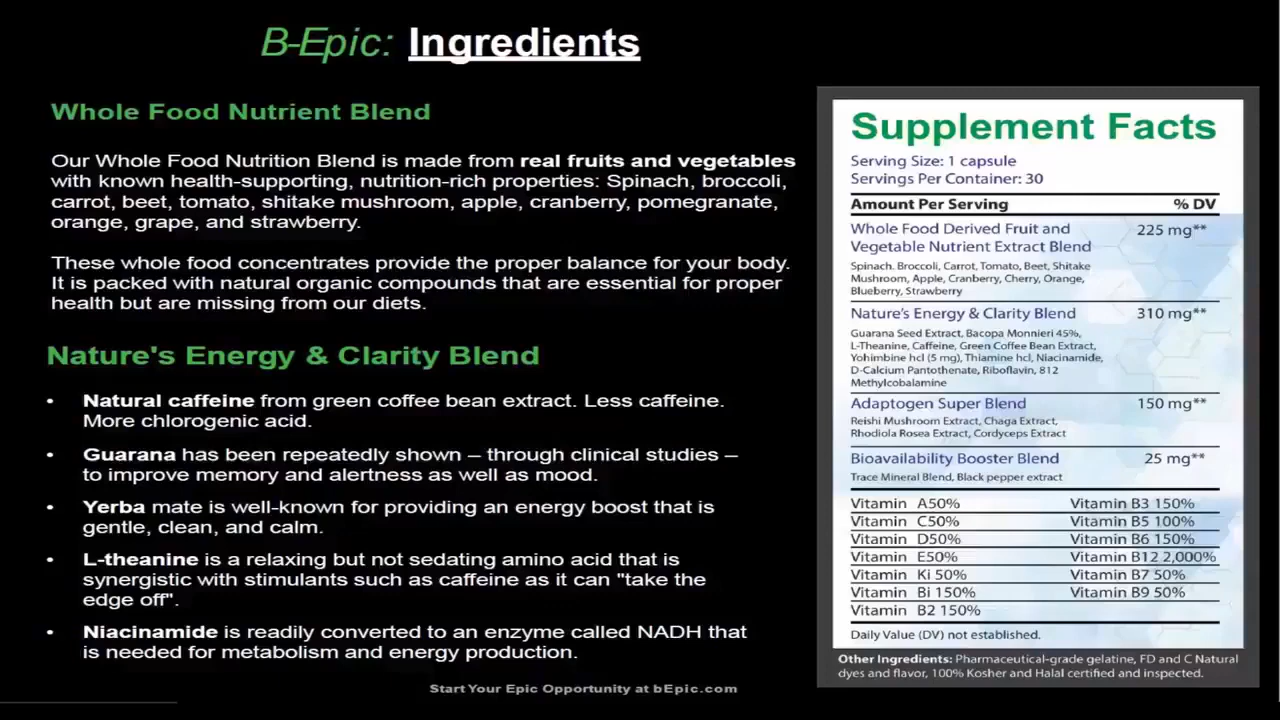 B-Epic: Ingredients
Whole Food Nutrient Blend
Our Whole Food Nutrition Blend is made from real fruits and vegetables
with known health-supporting, nutrition-rich properties: Spinach, broccoli,
carrot, beet, tomato, shitake mushroom, apple, cranberry, pomegranate,
orange, grape, and strawberry.
These whole food concentrates provide the proper balance for your body.
It is packed with natural organic compounds that are essential for proper
health but are missing from our diets.
Nature's Energy & Clarity Blend
• Natural caffeine from green coffee bean extract. Less caffeine.
More chlorogenic acid.
• Guarana has been repeatedly shown – through clinical studies –
to improve memory and alertness as well as mood.
• Yerba mate is well-known for providing an energy boost that is
gentle, clean, and calm.
• L-theanine is a relaxing but not sedating amino acid that is
synergistic with stimulants such as caffeine as it can "take the
edge off".
• Niacinamide is readily converted to an enzyme called NADH that
is needed for metabolism and energy production.
Start Your Epic Opportunity at bEpic.com
Supplement Facts
Serving Size: 1 capsule
Servings Per Container: 30
Amount Per Serving % DV
Whole Food Derived Fruit and 225 mg**
Vegetable Nutrient Extract Blend
Spinach. Broccoli, Carrot, Tomato, Beet, Shitake
Mushroom, Apple, Cranberry, Cherry, Orange,
Blueberry, Strawberry
Nature's Energy & Clarity Blend 310 mg**
Guarana Seed Extract, Bacopa Monnieri 45%,
L-Theanine, Caffeine, Green Coffee Bean Extract,
Yohimbine hcl (5 mg), Thiamine hcl, Niacinamide,
D-Calcium Pantothenate, Riboflavin, 812
Methylcobalamine
Adaptogen Super Blend 150 mg**
Reishi Mushroom Extract, Chaga Extract,
Rhodiola Rosea Extract, Cordyceps Extract
Bioavailability Booster Blend 25 mg**
Trace Mineral Blend, Black pepper extract
Vitamin A50% Vitamin B3 150%
Vitamin C50% Vitamin B5 100%
Vitamin D50% Vitamin B6 150%
Vitamin E50% Vitamin B12 2,000%
Vitamin Ki 50% Vitamin B7 50%
Vitamin Bi 150% Vitamin B9 50%
Vitamin B2 150%
Daily Value (DV) not established.
Other Ingredients: Pharmaceutical-grade gelatine, FD and C Natural
dyes and flavor, 100% Kosher and Halal certified and inspected.